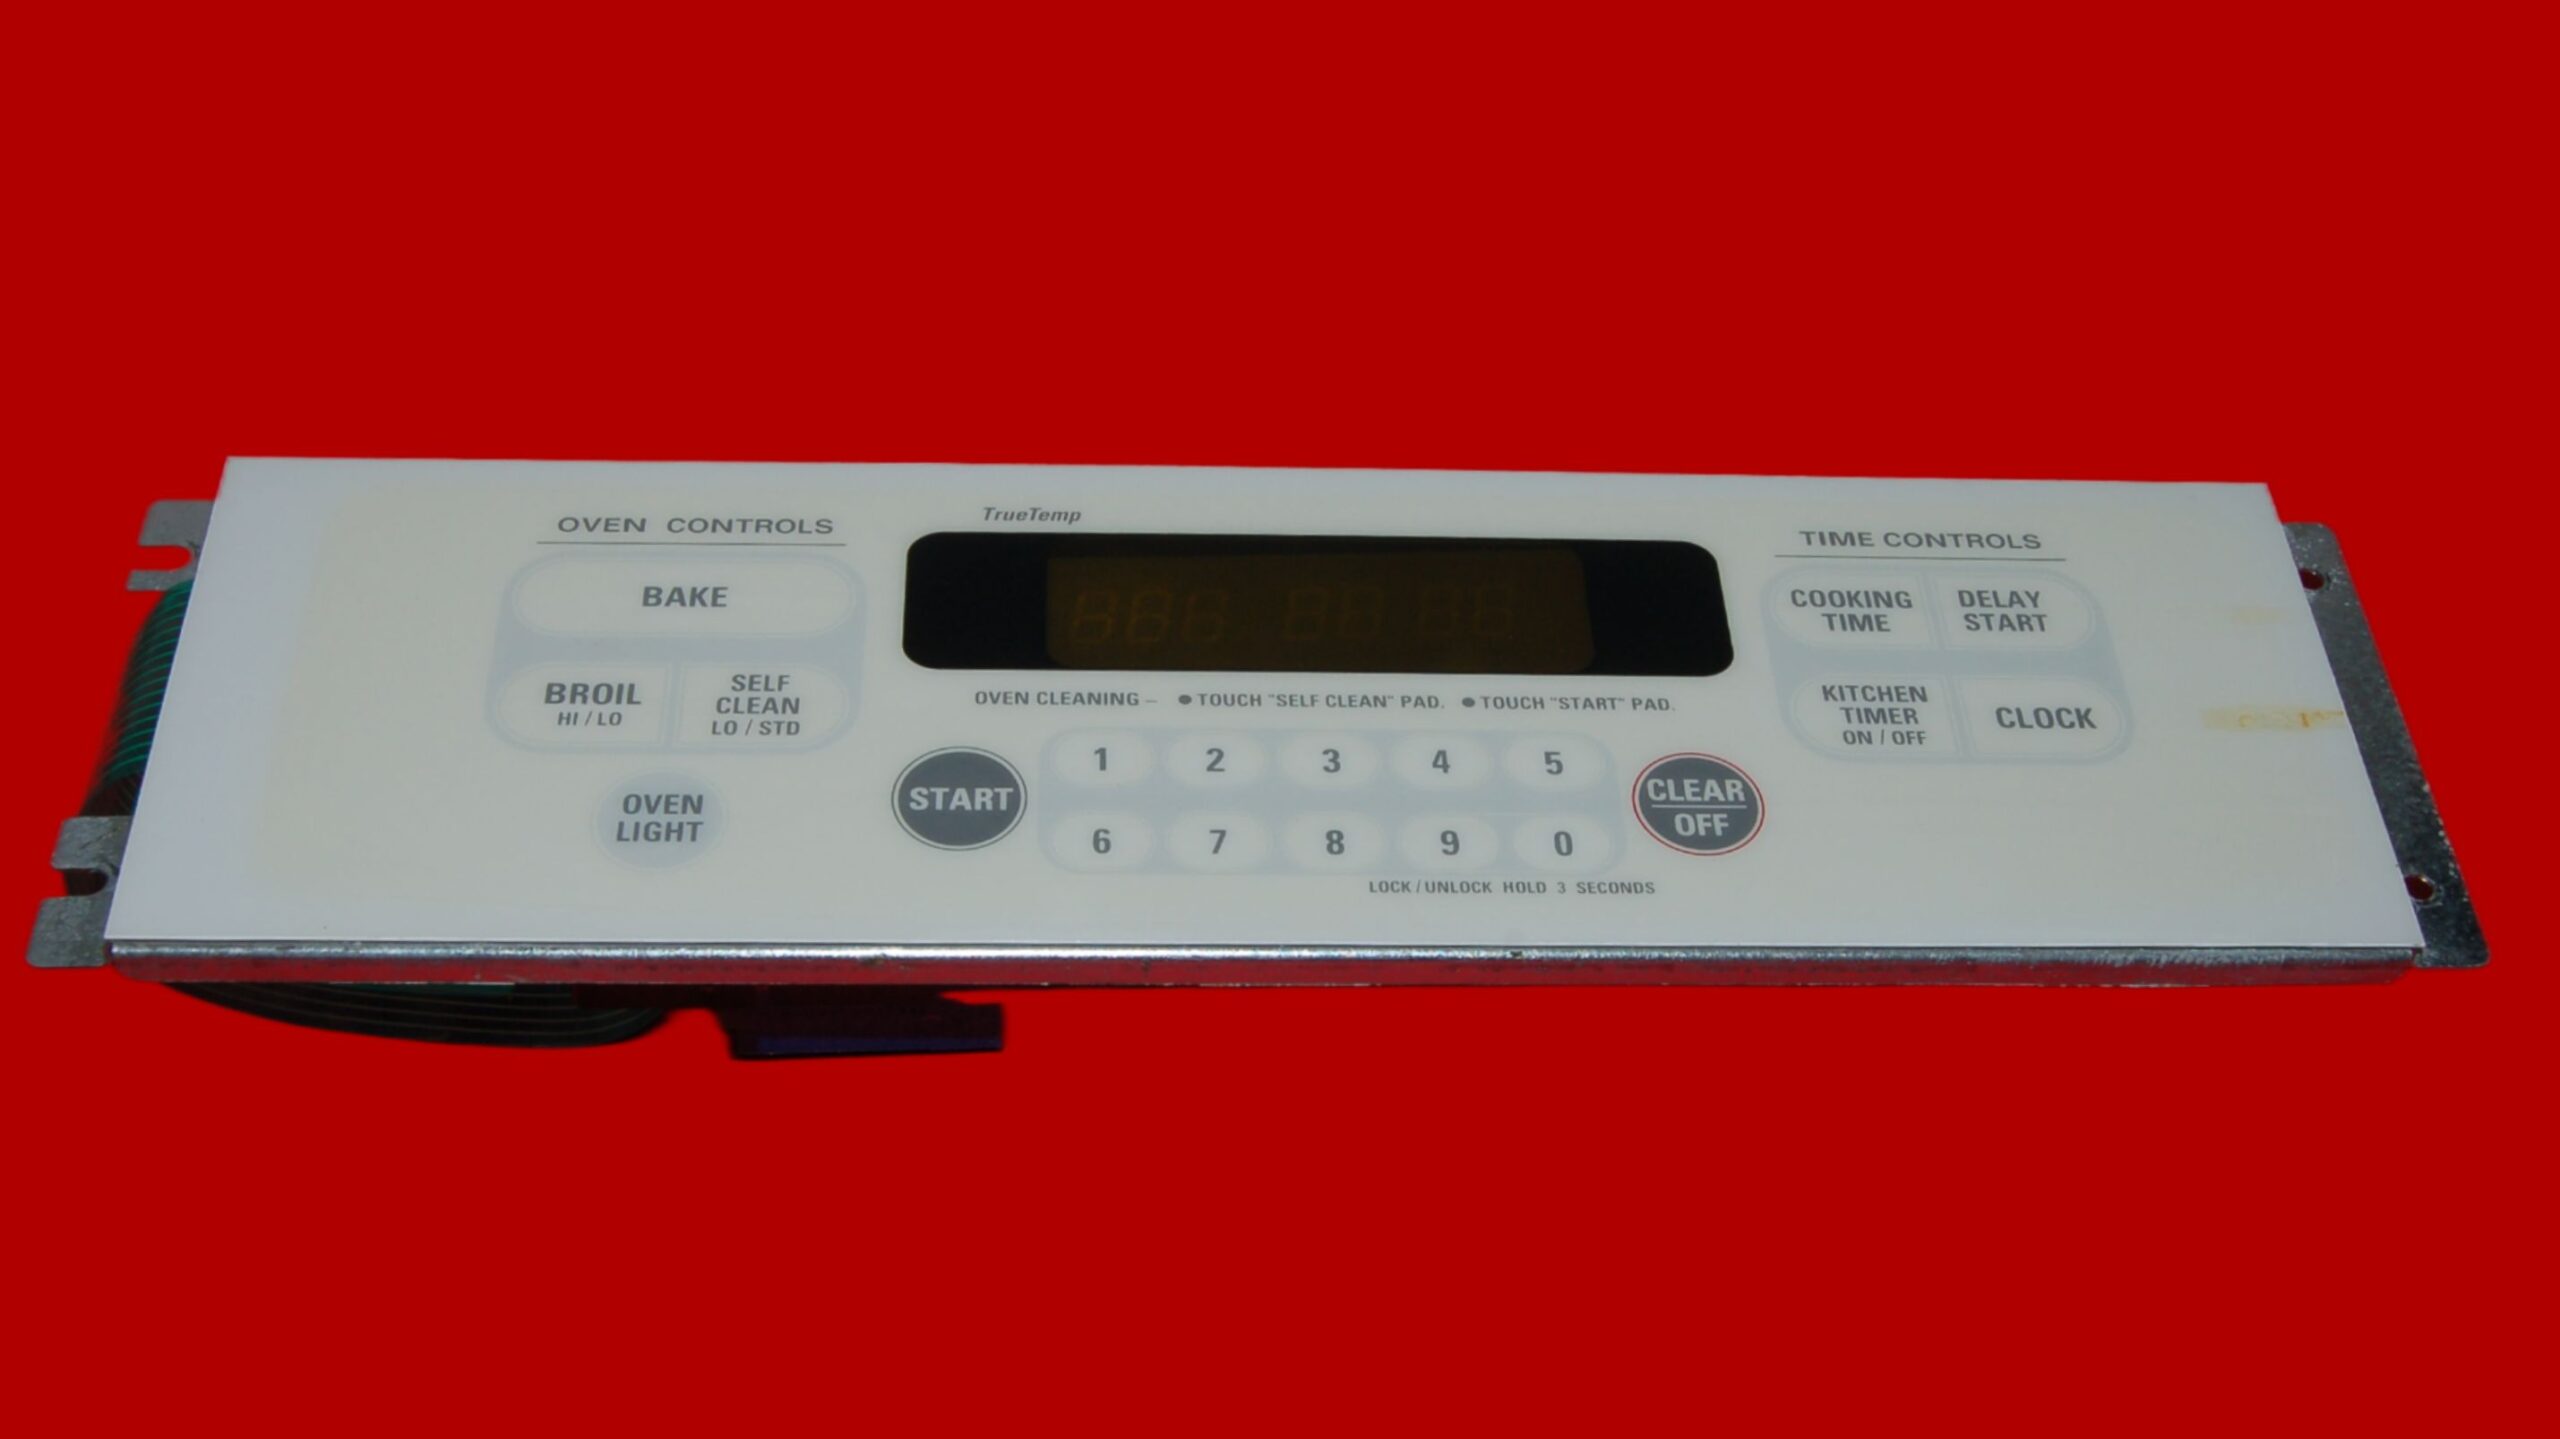 OVEN CONTROLS
BAKE
BROIL
HI / LO
SELF
CLEAN
LO / STD
OVEN
LIGHT
TrueTemp
OVEN CLEANING – ● TOUCH "SELF CLEAN" PAD. ● TOUCH "START" PAD.
START
1 2 3 4 5
6 7 8 9 0
LOCK / UNLOCK HOLD 3 SECONDS
CLEAR
OFF
TIME CONTROLS
COOKING
TIME
DELAY
START
KITCHEN
TIMER
ON / OFF
CLOCK